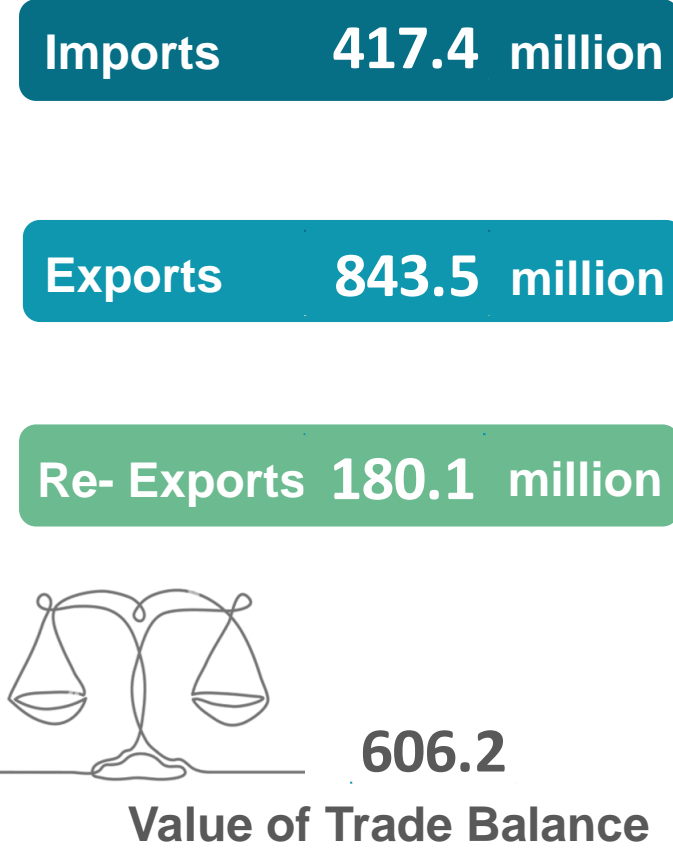 Imports 417.4 million
Exports 843.5 million
Re- Exports 180.1 million
606.2
Value of Trade Balance